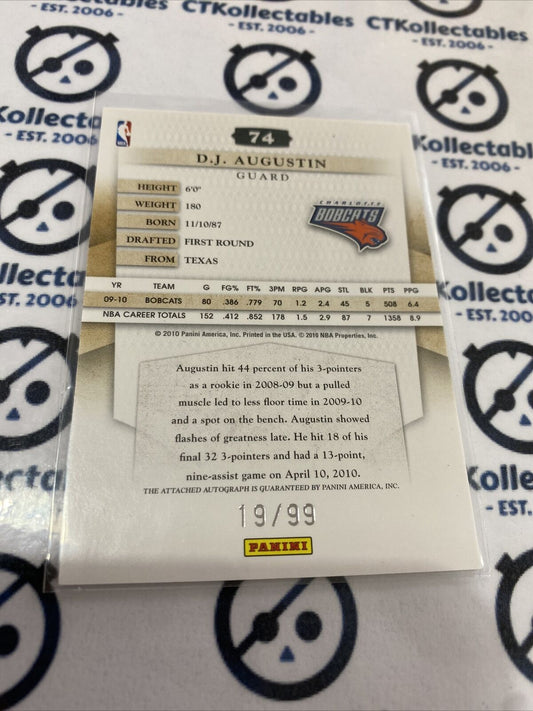 CTKollectables
- EST. 2006 -
Kollectables
- EST. 2006 -
74
D.J. AUGUSTIN
GUARD
HEIGHT 6'0"
WEIGHT 180
BORN 11/10/87
DRAFTED FIRST ROUND
FROM TEXAS
CHARLOTTE
BOBCATS
YR TEAM G FG% FT% 3PM RPG APG STL BLK PTS PPG
09-10 BOBCATS 80 .386 .779 70 1.2 2.4 45 5 508 6.4
NBA CAREER TOTALS 152 .412 .852 178 1.5 2.9 87 7 1358 8.9
© 2010 Panini America, Inc. Printed in the USA. © 2010 NBA Properties, Inc.
Augustin hit 44 percent of his 3-pointers
as a rookie in 2008-09 but a pulled
muscle led to less floor time in 2009-10
and a spot on the bench. Augustin showed
flashes of greatness late. He hit 18 of his
final 32 3-pointers and had a 13-point,
nine-assist game on April 10, 2010.
THE ATTACHED AUTOGRAPH IS GUARANTEED BY PANINI AMERICA, INC.
19/99
PANINI